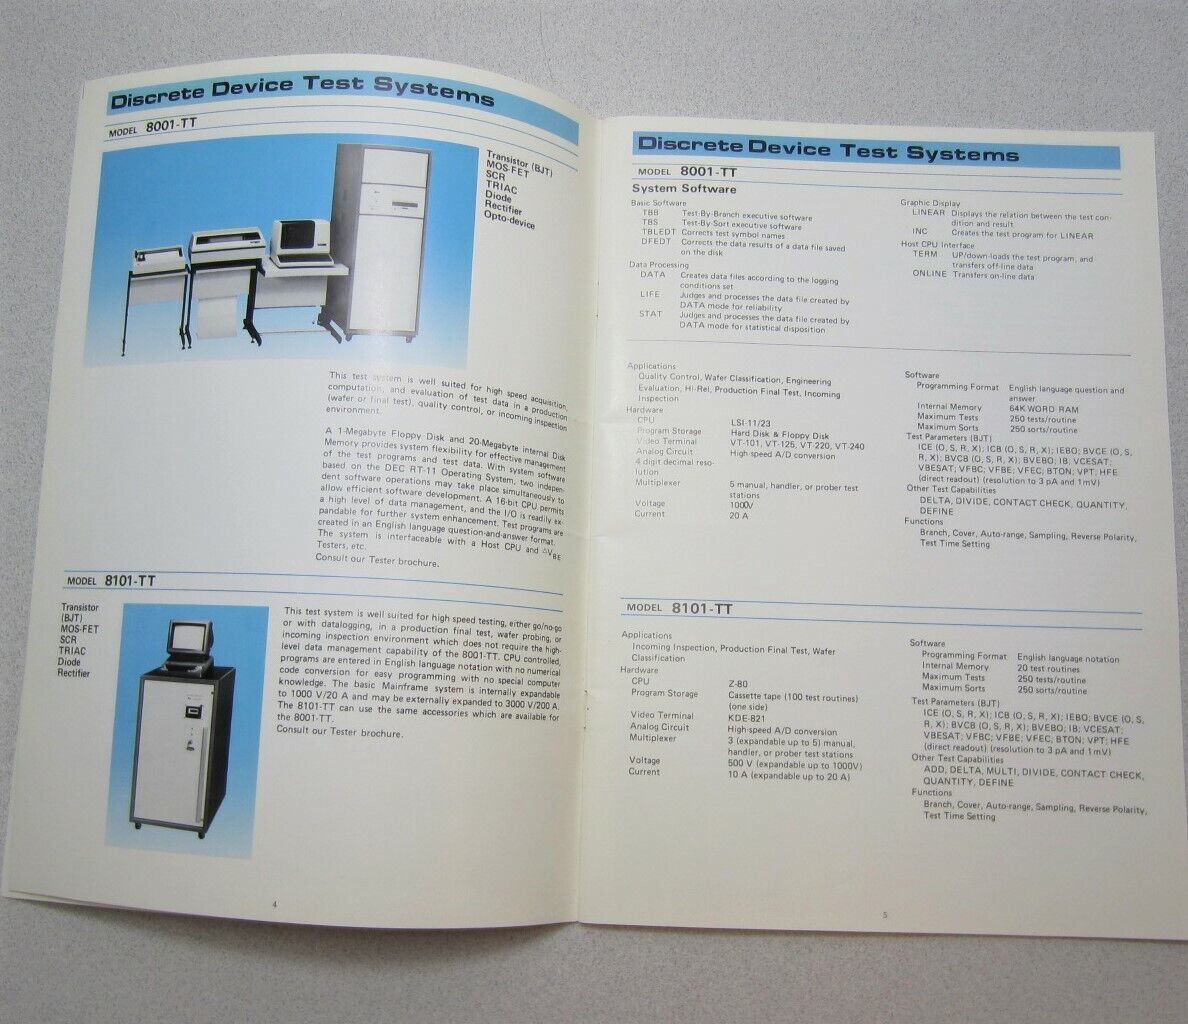 Discrete Device Test Systems
MODEL 8001-TT
Transistor (BJT)
MOS-FET
SCR
TRIAC
Diode
Rectifier
Opto-device
This test system is well suited for high speed acquisition,
computation, and evaluation of test data in a production
(wafer or final test), quality control, or incoming inspection
environment.
A 1-Megabyte Floppy Disk and 20-Megabyte internal Disk
Memory provides system flexibility for effective management
of the test programs and test data. With system software
based on the DEC RT-11 Operating System, two indepen-
dent software operations may take place simultaneously to
allow efficient software development. A 16-bit CPU permits
a high level of data management, and the I/O is readily ex-
pandable for further system enhancement. Test programs are
created in an English language question-and-answer format.
The system is interfaceable with a Host CPU and △VBE
Testers, etc.
Consult our Tester brochure.
MODEL 8101-TT
Transistor
(BJT)
MOS-FET
SCR
TRIAC
Diode
Rectifier
This test system is well suited for high speed testing, either go/no-go
or with datalogging, in a production final test, wafer probing, or
incoming inspection environment which does not require the high-
level data management capability of the 8001-TT. CPU controlled,
programs are entered in English language notation with no numerical
code conversion for easy programming with no special computer
knowledge. The basic Mainframe system is internally expandable
to 1000 V/20 A and may be externally expanded to 3000 V/200 A.
The 8101-TT can use the same accessories which are available for
the 8001-TT.
Consult our Tester brochure.
4
Discrete Device Test Systems
MODEL 8001-TT
System Software
Basic Software
TBB Test-By-Branch executive software
TBS Test-By-Sort executive software
TBLEDT Corrects test symbol names
DFEDT Corrects the data results of a data file saved
on the disk
Data Processing
DATA Creates data files according to the logging
conditions set
LIFE Judges and processes the data file created by
DATA mode for reliability
STAT Judges and processes the data file created by
DATA mode for statistical disposition
Graphic Display
LINEAR Displays the relation between the test con-
dition and result
INC Creates the test program for LINEAR
Host CPU Interface
TERM UP/down-loads the test program, and
transfers off-line data
ONLINE Transfers on-line data
Applications
Quality Control, Wafer Classification, Engineering
Evaluation, Hi-Rel, Production Final Test, Incoming
Inspection
Hardware
CPU LSI-11/23
Program Storage Hard Disk & Floppy Disk
Video Terminal VT-101, VT-125, VT-220, VT-240
Analog Circuit High-speed A/D conversion
4 digit decimal reso-
lution
Multiplexer 5 manual, handler, or prober test
stations
Voltage 1000V
Current 20 A
Software
Programming Format English language question and
answer
Internal Memory 64K WORD RAM
Maximum Tests 250 tests/routine
Maximum Sorts 250 sorts/routine
Test Parameters (BJT)
ICE (O, S, R, X); ICB (O, S, R, X); IEBO; BVCE (O, S,
R, X); BVCB (O, S, R, X); BVEBO; IB; VCESAT;
VBESAT; VFBC; VFBE; VFEC; BTON; VPT; HFE
(direct readout) (resolution to 3 pA and 1mV)
Other Test Capabilities
DELTA, DIVIDE, CONTACT CHECK, QUANTITY,
DEFINE
Functions
Branch, Cover, Auto-range, Sampling, Reverse Polarity,
Test Time Setting
MODEL 8101-TT
Applications
Incoming Inspection, Production Final Test, Wafer
Classification
Hardware
CPU Z-80
Program Storage Cassette tape (100 test routines)
(one side)
Video Terminal KDE-821
Analog Circuit High-speed A/D conversion
Multiplexer 3 (expandable up to 5) manual,
handler, or prober test stations
Voltage 500 V (expandable up to 1000V)
Current 10 A (expandable up to 20 A)
Software
Programming Format English language notation
Internal Memory 20 test routines
Maximum Tests 250 tests/routine
Maximum Sorts 250 sorts/routine
Test Parameters (BJT)
ICE (O, S, R, X); ICB (O, S, R, X); IEBO; BVCE (O, S,
R, X); BVCB (O, S, R, X); BVEBO; IB; VCESAT;
VBESAT; VFBC; VFBE; VFEC; BTON; VPT; HFE
(direct readout) (resolution to 3 pA and 1mV)
Other Test Capabilities
ADD, DELTA, MULTI, DIVIDE, CONTACT CHECK,
QUANTITY, DEFINE
Functions
Branch, Cover, Auto-range, Sampling, Reverse Polarity,
Test Time Setting
5